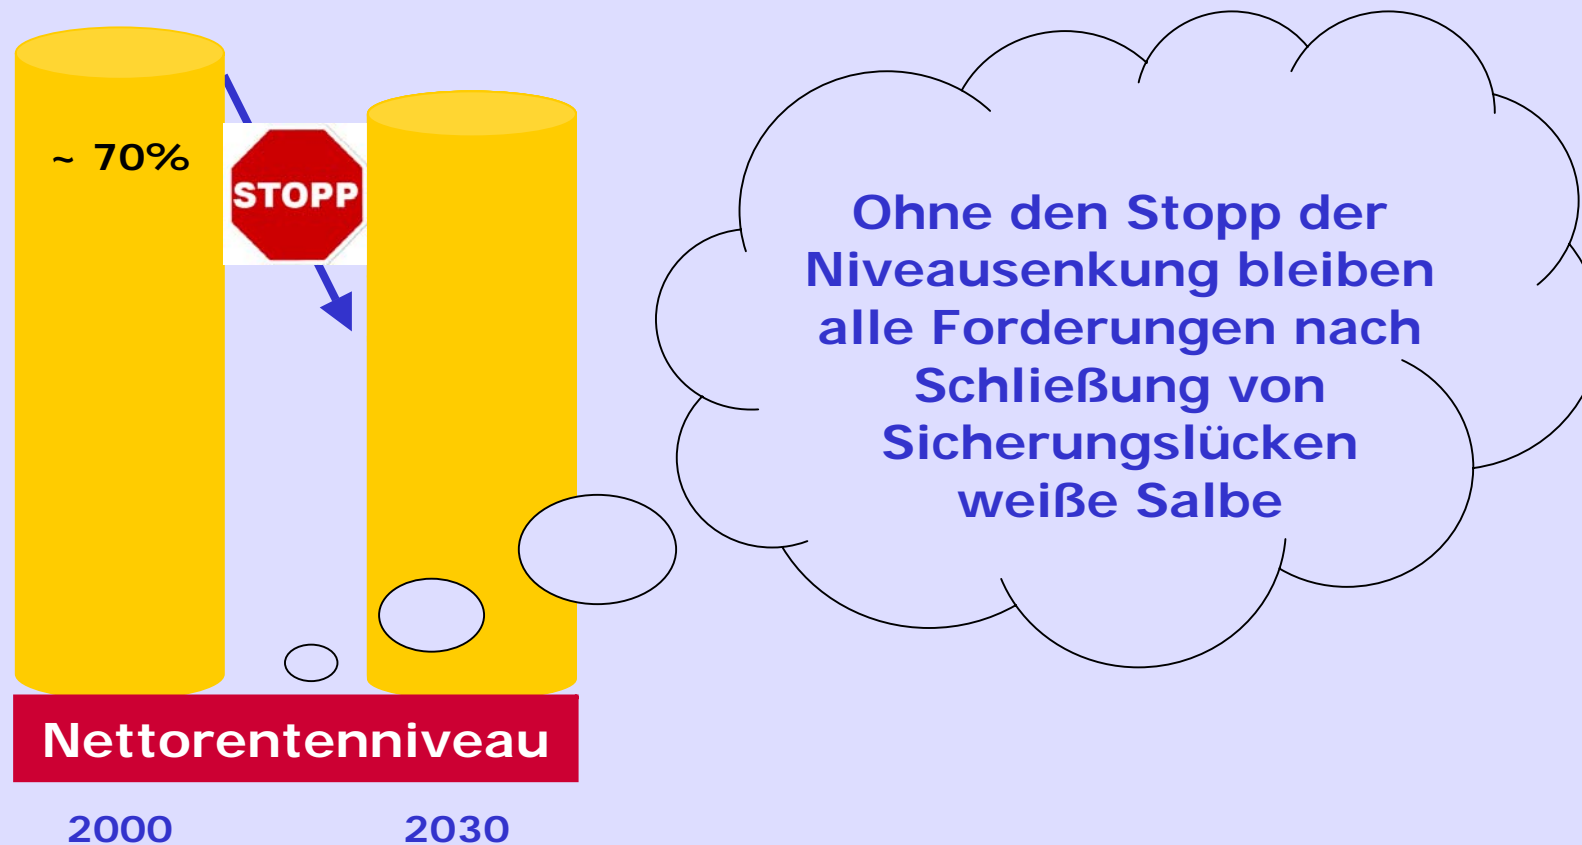 ~ 70%
STOPP
Ohne den Stopp der
Niveausenkung bleiben
alle Forderungen nach
Schließung von
Sicherungslücken
weiße Salbe
Nettorentenniveau
2000
2030